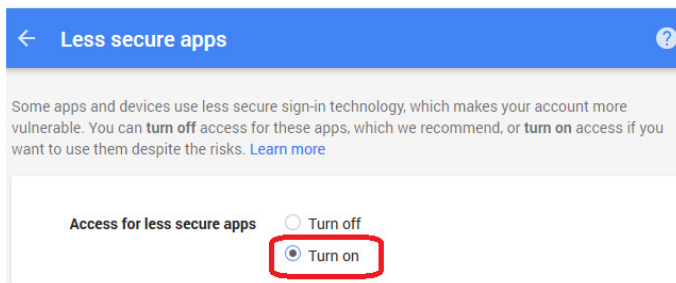 Less secure apps
Some apps and devices use less secure sign-in technology, which makes your account more
vulnerable. You can turn off access for these apps, which we recommend, or turn on access if you
want to use them despite the risks. Learn more
Access for less secure apps
Turn off
Turn on